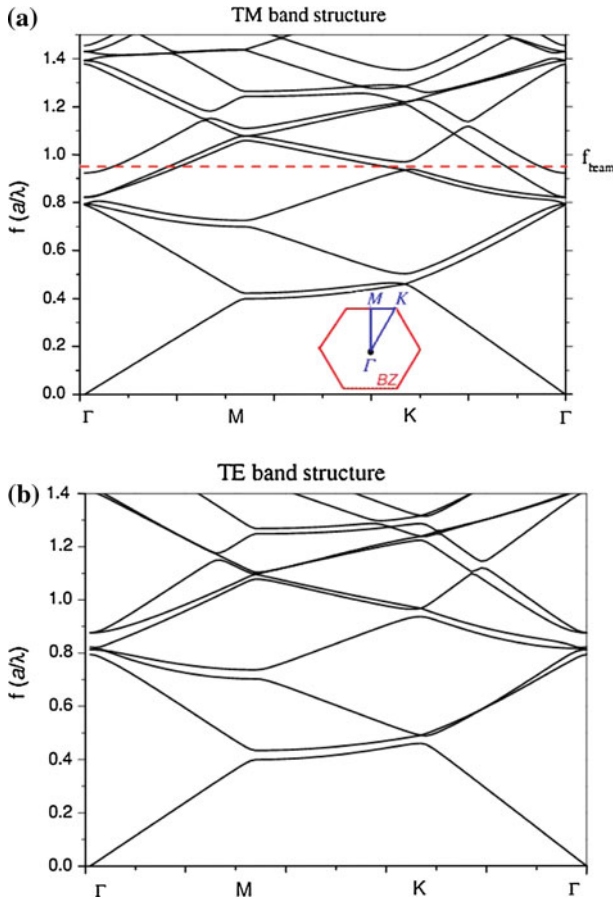 (a)
TM band structure
1.4
1.2
1.0
0.8
0.6
0.4
0.2
0.0
f (a/λ)
f beam
M K
Γ
BZ
Γ M K Γ
(b)
TE band structure
1.4
1.2
1.0
0.8
0.6
0.4
0.2
0.0
f (a/λ)
Γ M K Γ